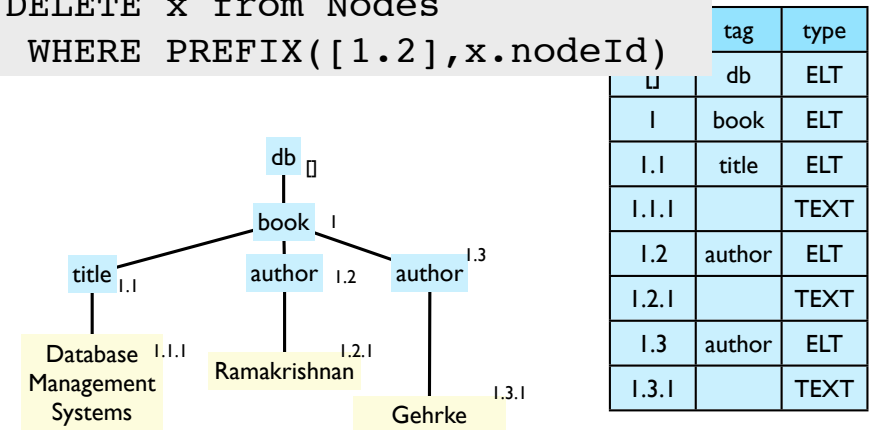 DELETE x from Nodes
WHERE PREFIX([1.2],x.nodeId)
tag type
[] db ELT
1 book ELT
1.1 title ELT
1.1.1 TEXT
1.2 author ELT
1.2.1 TEXT
1.3 author ELT
1.3.1 TEXT
db []
book 1
title 1.1
author 1.2
author 1.3
Database 1.1.1
Management
Systems
Ramakrishnan 1.2.1
Gehrke 1.3.1